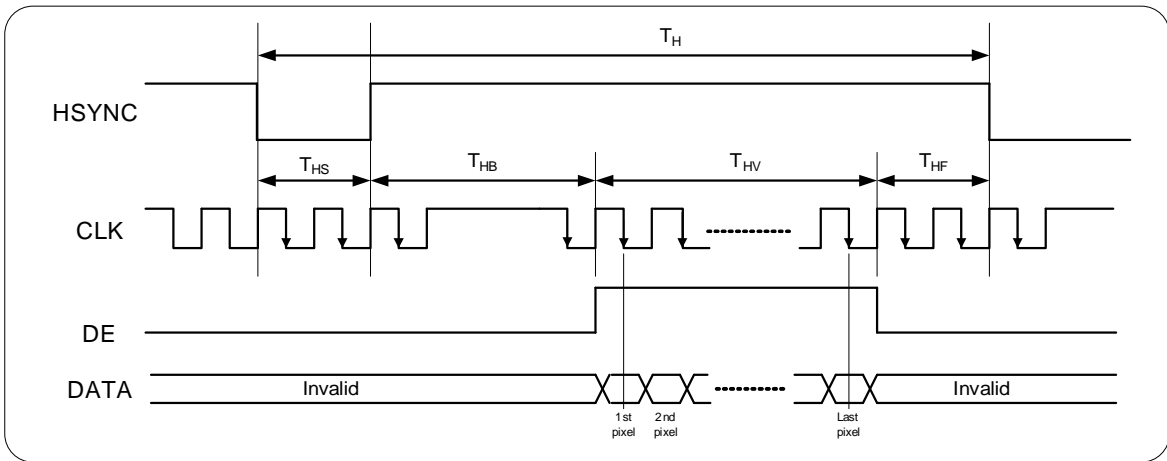 T_H
HSYNC
T_HS T_HB T_HV T_HF
CLK
DE
DATA Invalid Invalid
1st pixel
2nd pixel
Last pixel